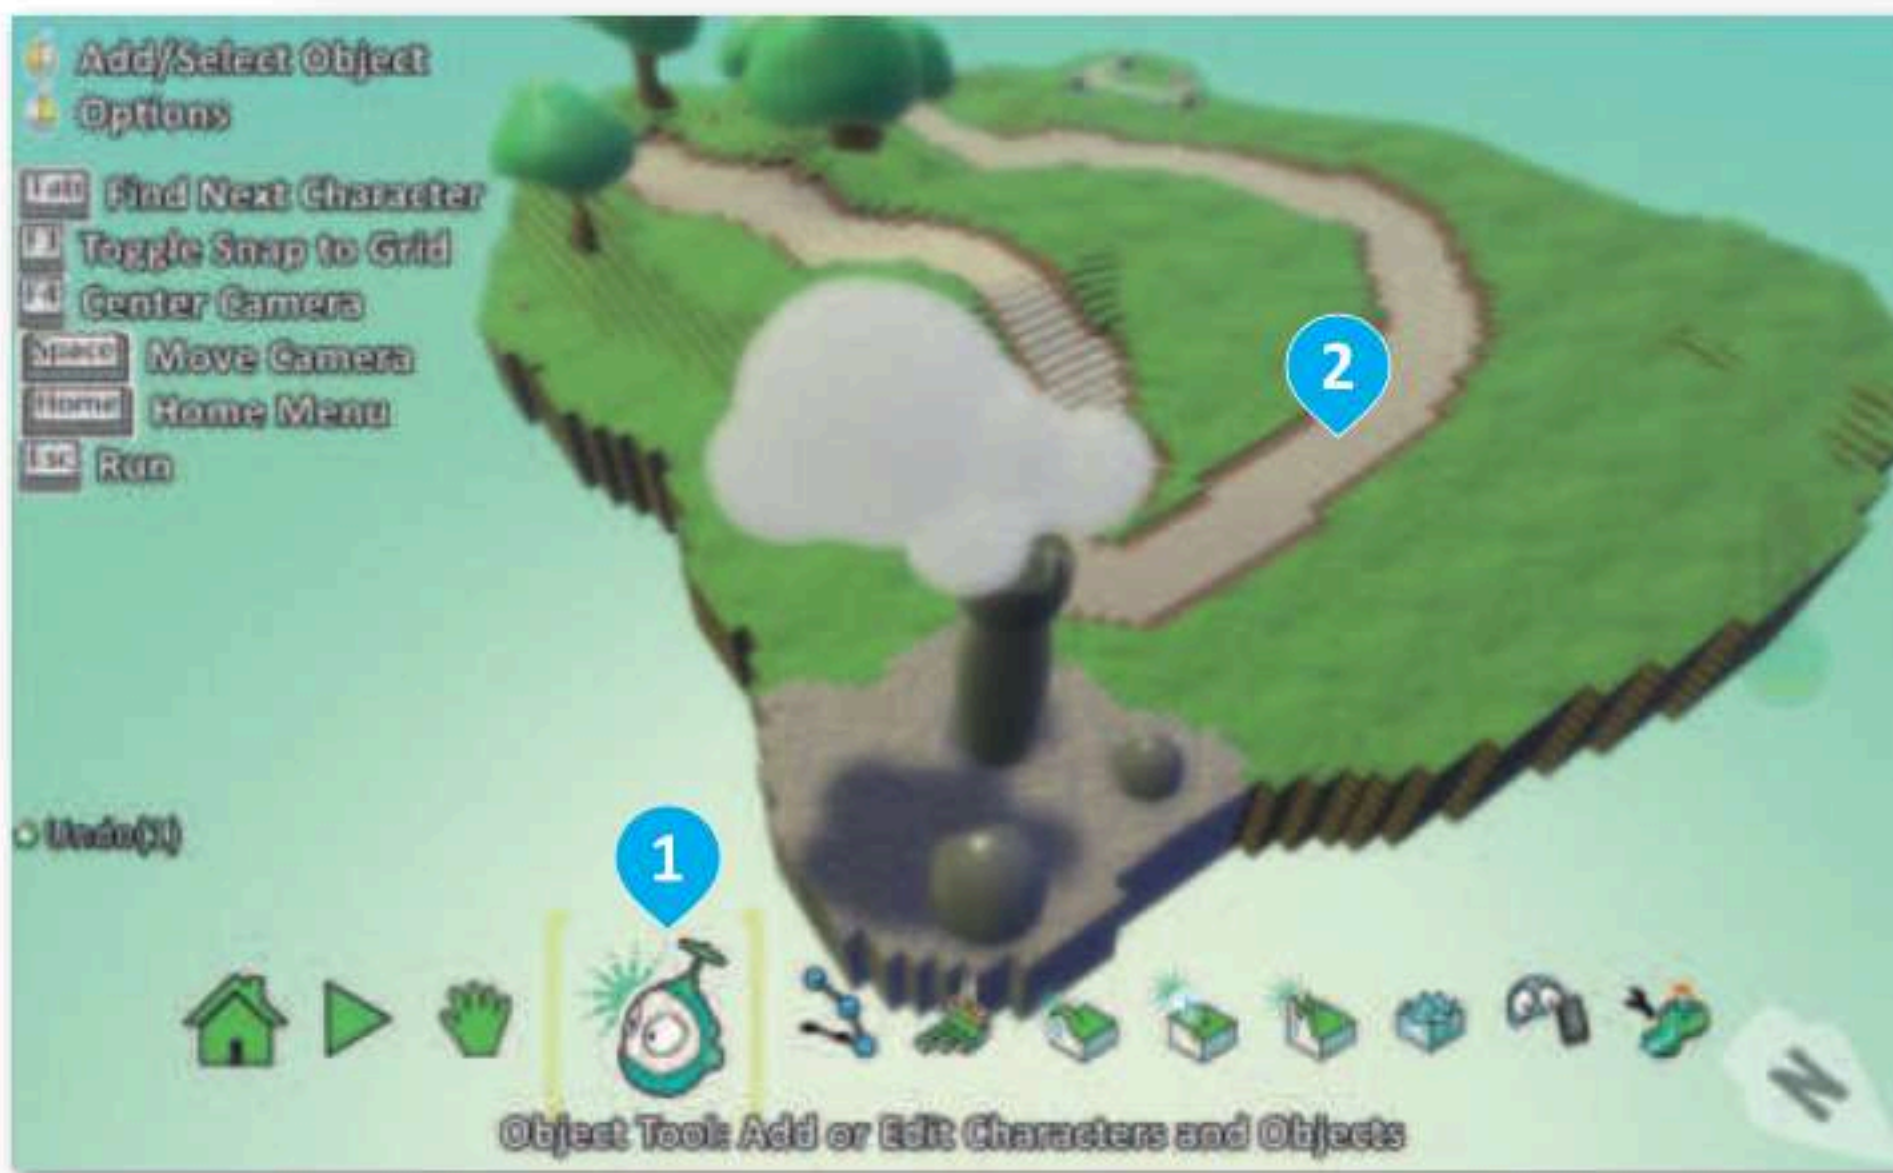 Add/Select Object
Options
Tab Find Next Character
F3 Toggle Snap to Grid
F4 Center Camera
Space Move Camera
Home Home Menu
Esc Run
2
Undo(1)
1
Object Tool: Add or Edit Characters and Objects
N